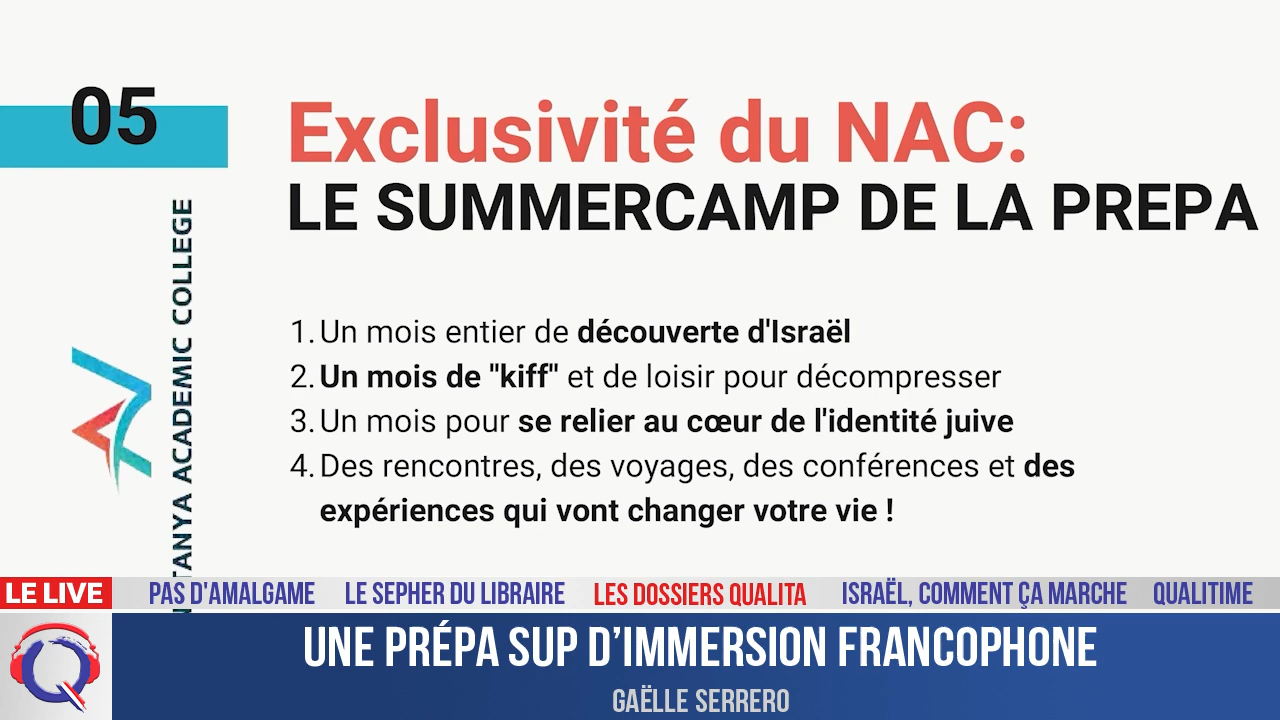 05
Exclusivité du NAC:
LE SUMMERCAMP DE LA PREPA
ACADEMIC COLLEGE
1. Un mois entier de découverte d'Israël
2. Un mois de "kiff" et de loisir pour décompresser
3. Un mois pour se relier au cœur de l'identité juive
4. Des rencontres, des voyages, des conférences et des
expériences qui vont changer votre vie !
LE LIVE PAS D'AMALGAME LE SEPHER DU LIBRAIRE LES DOSSIERS QUALITA ISRAËL, COMMENT ÇA MARCHE QUALITIME
UNE PRÉPA SUP D’IMMERSION FRANCOPHONE
GAËLLE SERRERO